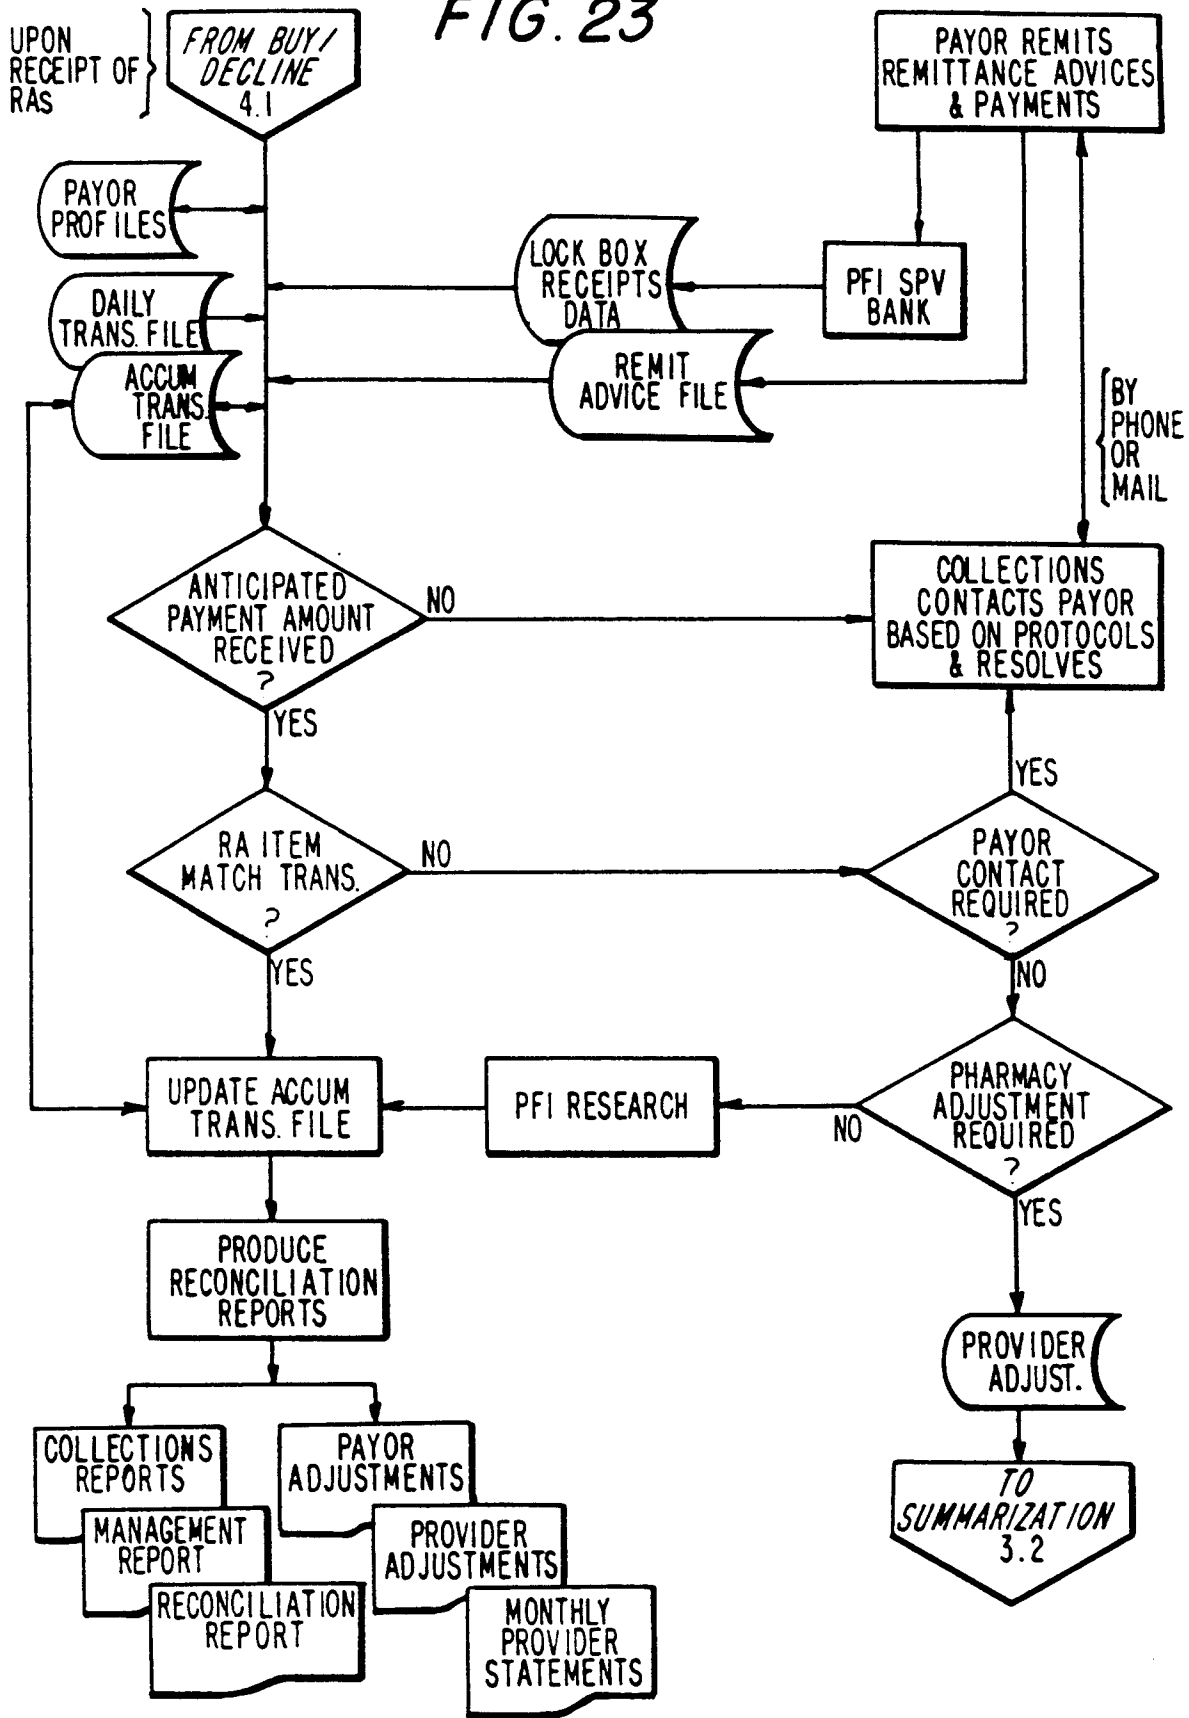 FIG. 23
UPON
RECEIPT OF
RAS
FROM BUY/
DECLINE
4.1
PAYOR REMITS
REMITTANCE ADVICES
& PAYMENTS
PAYOR
PROFILES
LOCK BOX
RECEIPTS
DATA
PFI SPV
BANK
DAILY
TRANS. FILE
REMIT
ADVICE FILE
ACCUM
TRANS.
FILE
BY
PHONE
OR
MAIL
ANTICIPATED
PAYMENT AMOUNT
RECEIVED
?
NO
YES
COLLECTIONS
CONTACTS PAYOR
BASED ON PROTOCOLS
& RESOLVES
YES
RA ITEM
MATCH TRANS.
?
NO
YES
PAYOR
CONTACT
REQUIRED
?
NO
UPDATE ACCUM
TRANS. FILE
PFI RESEARCH
NO
PHARMACY
ADJUSTMENT
REQUIRED
?
YES
PRODUCE
RECONCILIATION
REPORTS
PROVIDER
ADJUST.
COLLECTIONS
REPORTS
PAYOR
ADJUSTMENTS
TO
SUMMARIZATION
3.2
MANAGEMENT
REPORT
PROVIDER
ADJUSTMENTS
RECONCILIATION
REPORT
MONTHLY
PROVIDER
STATEMENTS